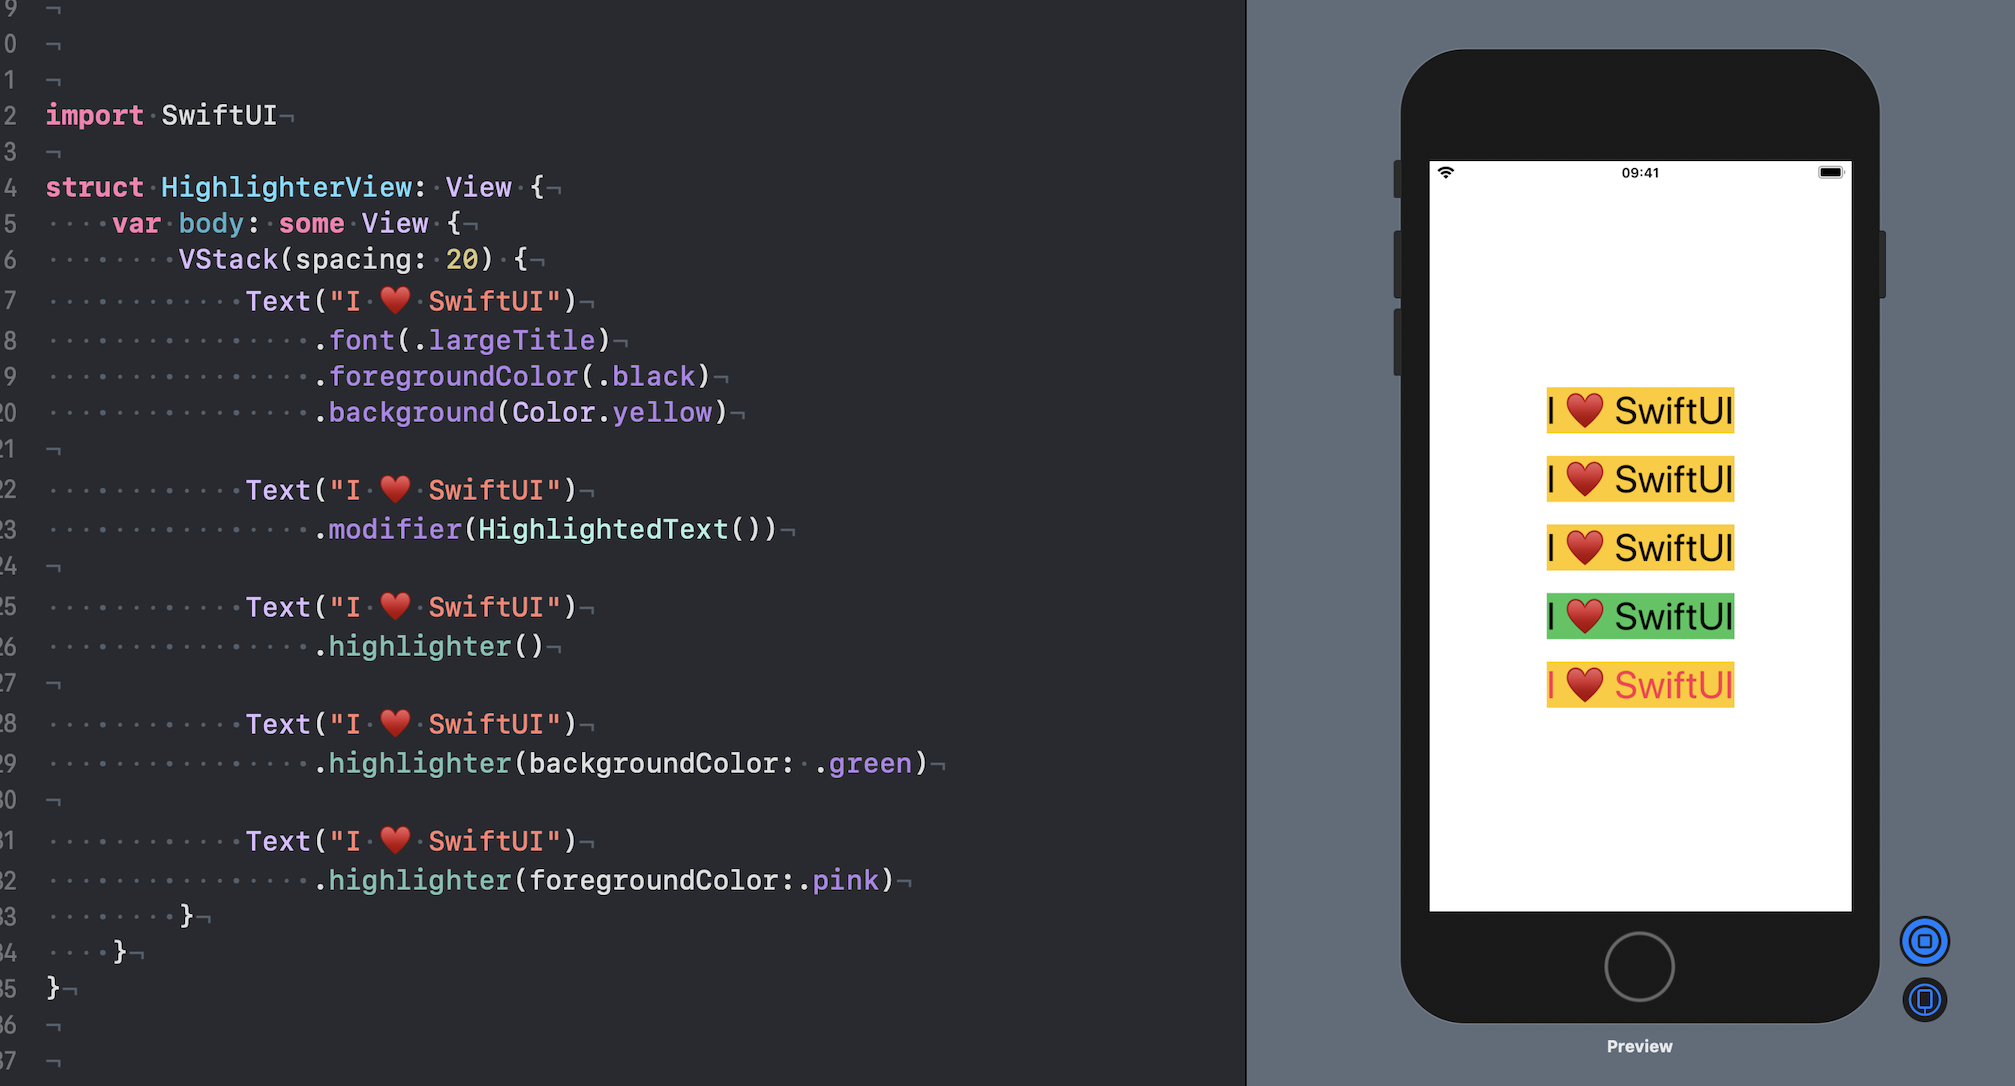 9
0
1
2 import SwiftUI
3
4 struct HighlighterView: View {
5     var body: some View {
6         VStack(spacing: 20) {
7             Text("I ❤️ SwiftUI")
8                 .font(.largeTitle)
9                 .foregroundColor(.black)
20                 .background(Color.yellow)
21
22             Text("I ❤️ SwiftUI")
23                 .modifier(HighlightedText())
24
25             Text("I ❤️ SwiftUI")
26                 .highlighter()
27
28             Text("I ❤️ SwiftUI")
29                 .highlighter(backgroundColor: .green)
30
31             Text("I ❤️ SwiftUI")
32                 .highlighter(foregroundColor:.pink)
33         }
34     }
35 }
36
37
09:41
I ❤️ SwiftUI
I ❤️ SwiftUI
I ❤️ SwiftUI
I ❤️ SwiftUI
I ❤️ SwiftUI
Preview